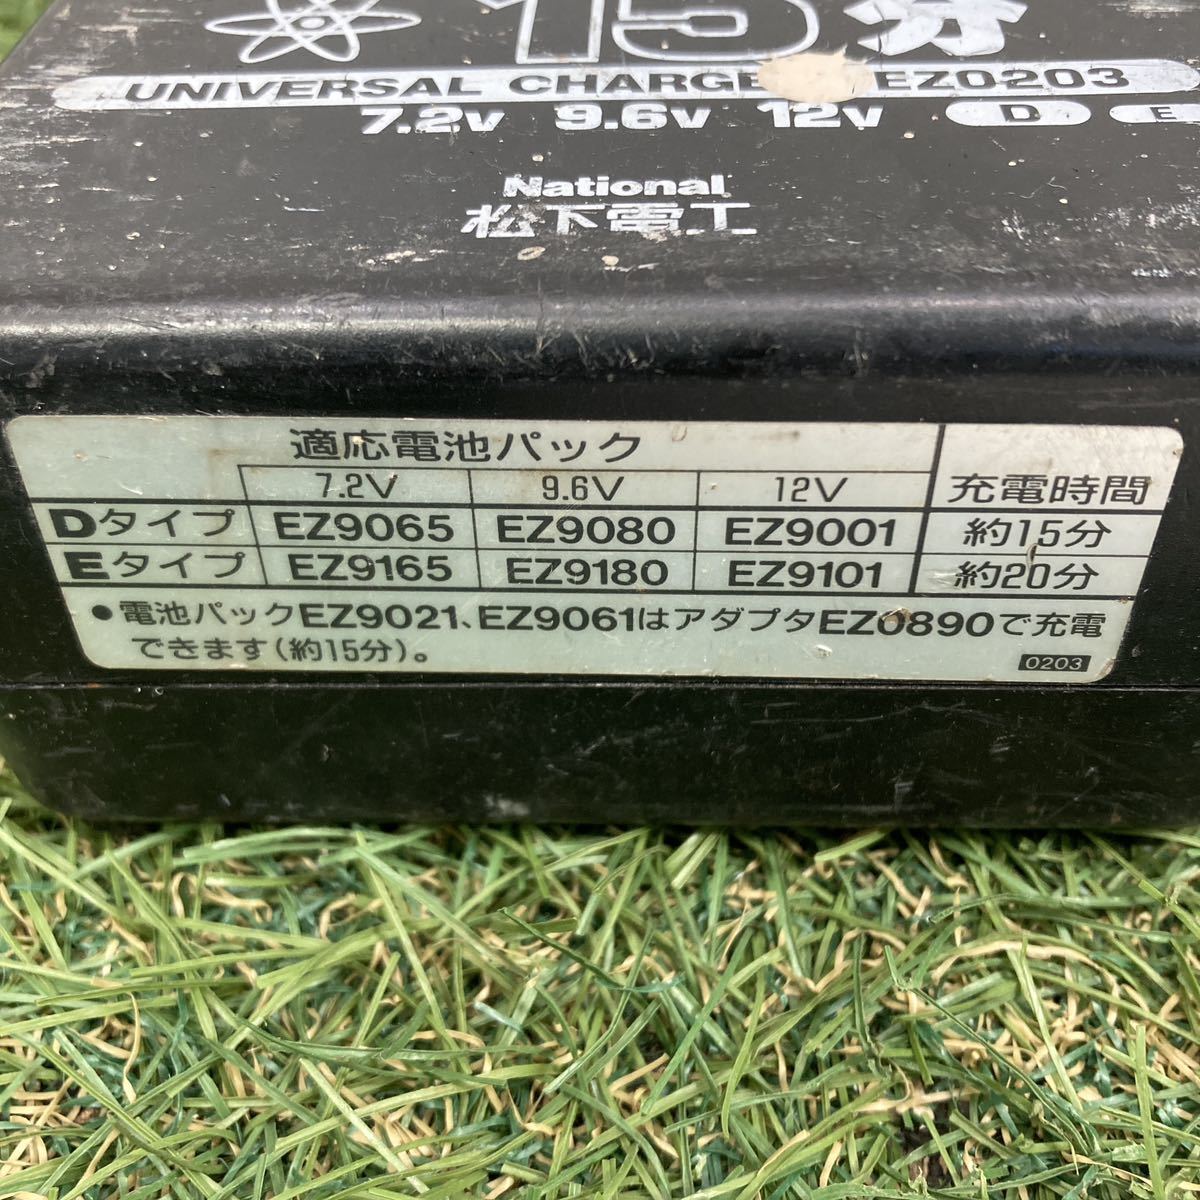 15分
UNIVERSAL EZ0203
7.2V 9.6V 12V D E
National
松下電工
適応電池パック
7.2V 9.6V 12V 充電時間
Dタイプ EZ9065 EZ9080 EZ9001 約15分
Eタイプ EZ9165 EZ9180 EZ9101 約20分
●電池パックEZ9021、EZ9061はアダプタEZ0890で充電
できます(約15分)。
0203